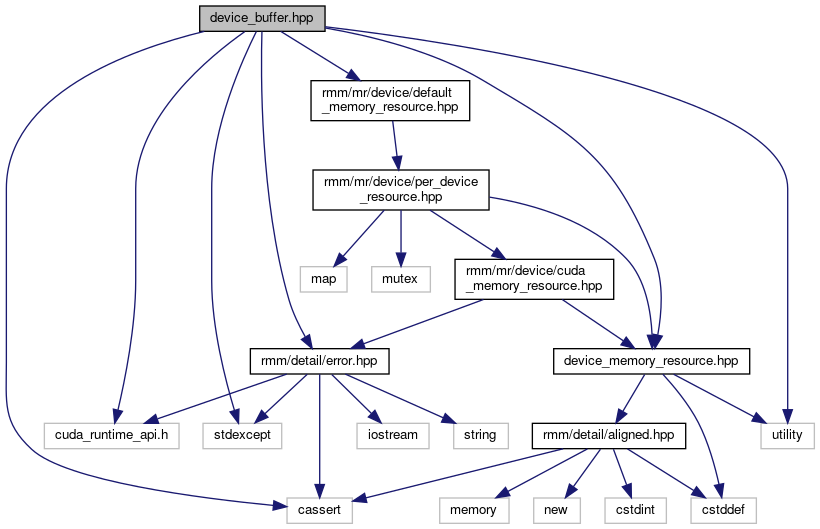 device_buffer.hpp
rmm/mr/device/default
_memory_resource.hpp
rmm/mr/device/per_device
_resource.hpp
map
mutex
rmm/mr/device/cuda
_memory_resource.hpp
rmm/detail/error.hpp
device_memory_resource.hpp
cuda_runtime_api.h
stdexcept
iostream
string
rmm/detail/aligned.hpp
utility
cassert
memory
new
cstdint
cstddef